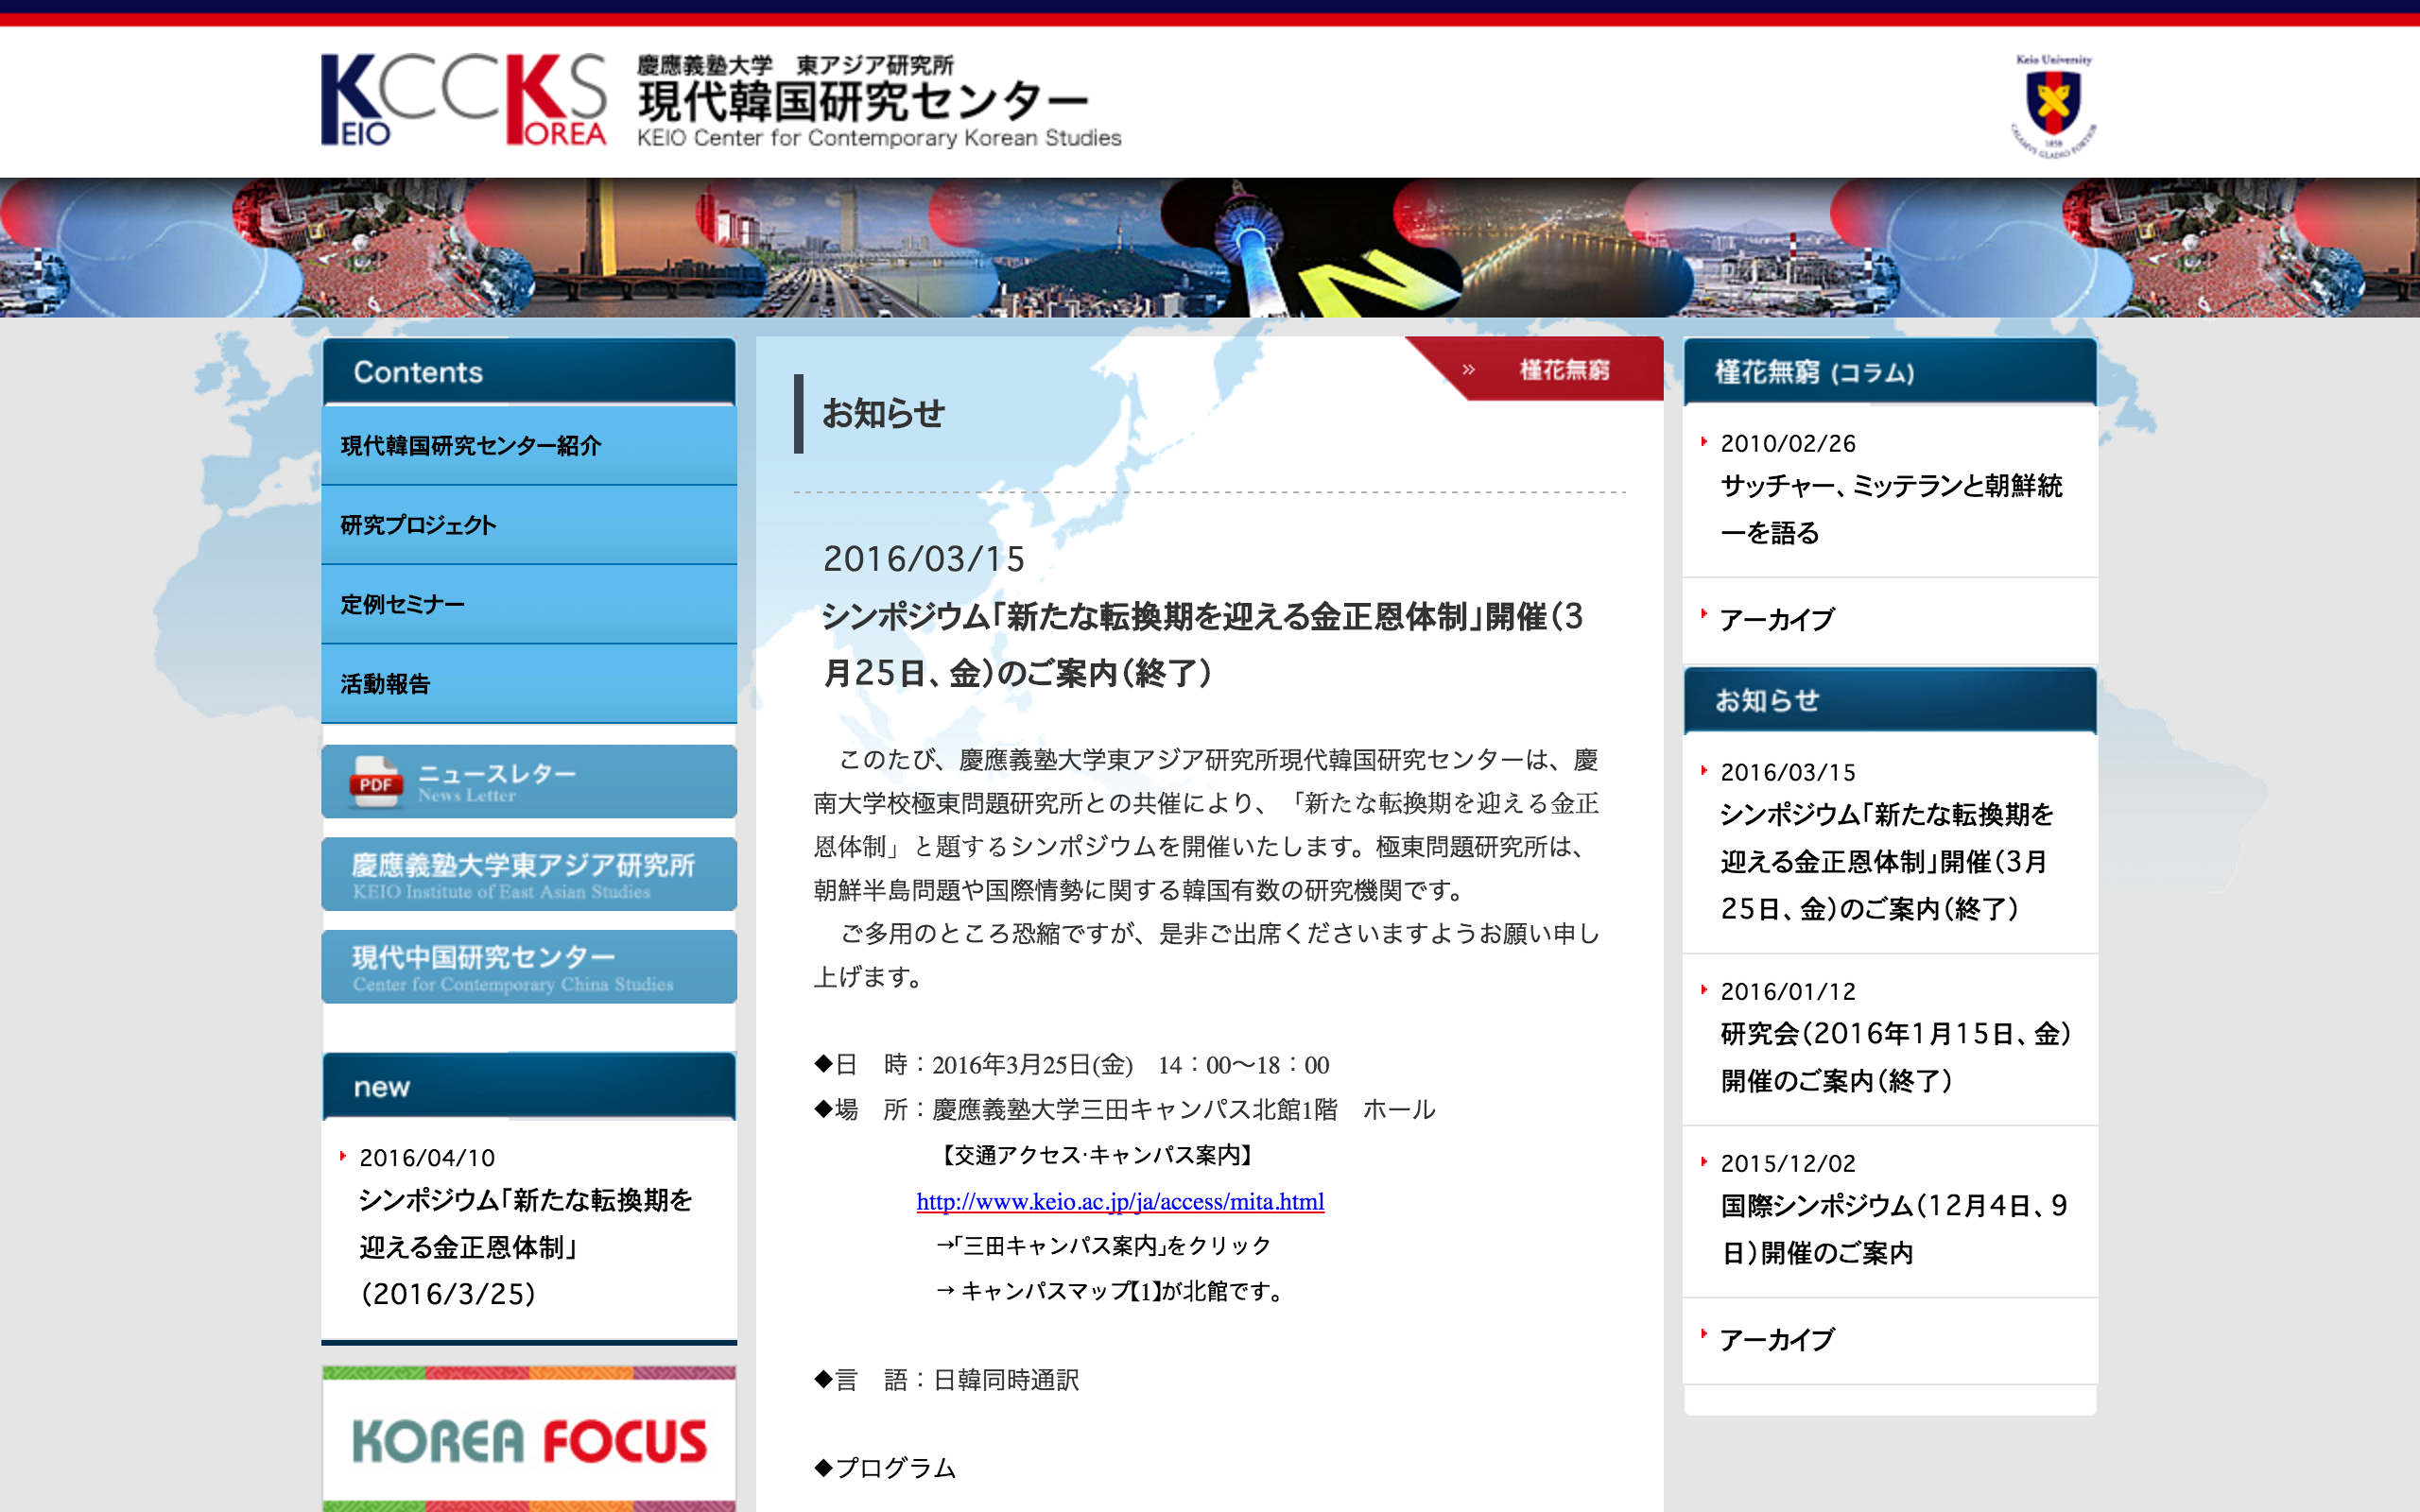 KCCKS
KEIO KOREA
慶應義塾大学　東アジア研究所
現代韓国研究センター
KEIO Center for Contemporary Korean Studies
Keio University
1858
CALAMVS GLADIO FORTIOR
Contents
現代韓国研究センター紹介
研究プロジェクト
定例セミナー
活動報告
PDF
ニュースレター
News Letter
慶應義塾大学東アジア研究所
KEIO Institute of East Asian Studies
現代中国研究センター
Center for Contemporary China Studies
new
2016/04/10
シンポジウム「新たな転換期を
迎える金正恩体制」
（2016/3/25）
KOREA FOCUS
» 槿花無窮
お知らせ
2016/03/15
シンポジウム「新たな転換期を迎える金正恩体制」開催（3
月25日、金）のご案内（終了）
このたび、慶應義塾大学東アジア研究所現代韓国研究センターは、慶
南大学校極東問題研究所との共催により、「新たな転換期を迎える金正
恩体制」と題するシンポジウムを開催いたします。極東問題研究所は、
朝鮮半島問題や国際情勢に関する韓国有数の研究機関です。
ご多用のところ恐縮ですが、是非ご出席くださいますようお願い申し
上げます。
◆日　時：2016年3月25日(金)　14：00～18：00
◆場　所：慶應義塾大学三田キャンパス北館1階　ホール
【交通アクセス･キャンパス案内】
http://www.keio.ac.jp/ja/access/mita.html
→「三田キャンパス案内」をクリック
→ キャンパスマップ【1】が北館です。
◆言　語：日韓同時通訳
◆プログラム
槿花無窮 (コラム)
2010/02/26
サッチャー、ミッテランと朝鮮統
一を語る
アーカイブ
お知らせ
2016/03/15
シンポジウム「新たな転換期を
迎える金正恩体制」開催（3月
25日、金）のご案内（終了）
2016/01/12
研究会（2016年1月15日、金）
開催のご案内（終了）
2015/12/02
国際シンポジウム（12月4日、9
日）開催のご案内
アーカイブ